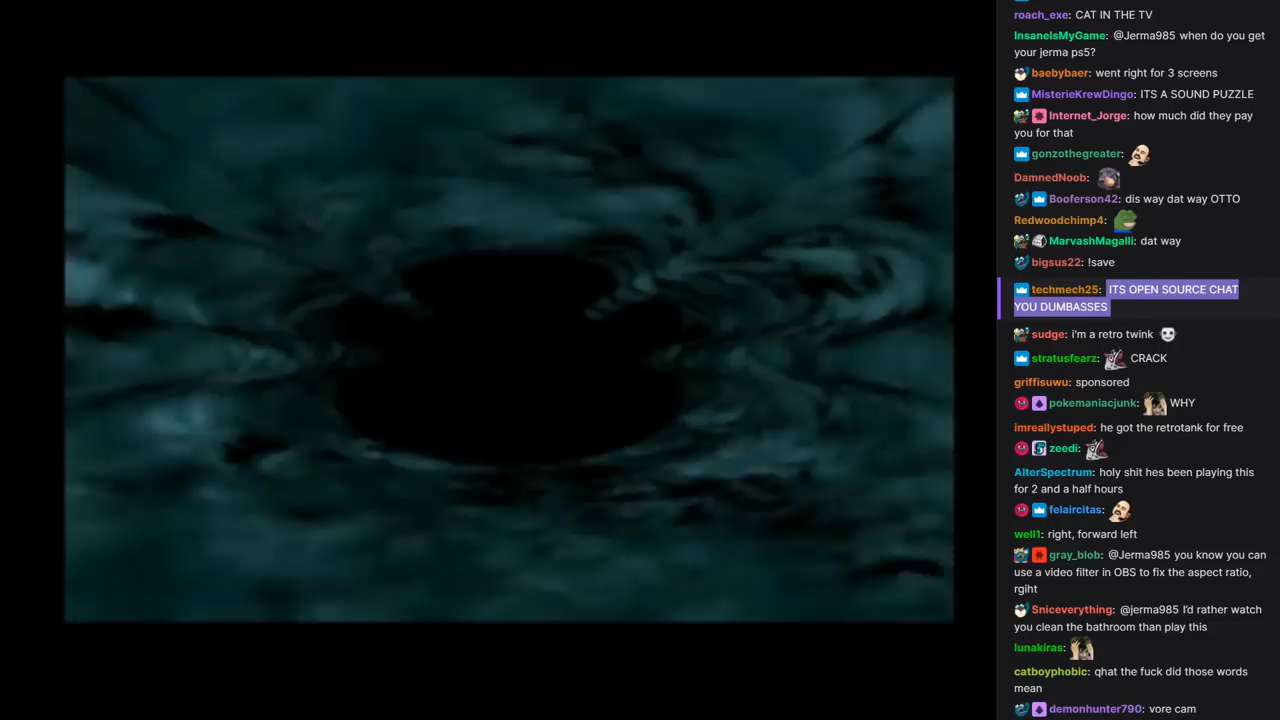 roach_exe: CAT IN THE TV
InsaneIsMyGame: @Jerma985 when do you get
your jerma ps5?
baebybaer: went right for 3 screens
MisterieKrewDingo: ITS A SOUND PUZZLE
Internet_Jorge: how much did they pay
you for that
gonzothegreater:
DamnedNoob:
Booferson42: dis way dat way OTTO
Redwoodchimp4:
MarvashMagalli: dat way
bigsus22: !save
techmech25: ITS OPEN SOURCE CHAT
YOU DUMBASSES
sudge: i'm a retro twink
stratusfearz: CRACK
griffisuwu: sponsored
pokemaniacjunk: WHY
imreallystuped: he got the retrotank for free
zeedi:
AlterSpectrum: holy shit hes been playing this
for 2 and a half hours
felaircitas:
well1: right, forward left
gray_blob: @Jerma985 you know you can
use a video filter in OBS to fix the aspect ratio,
rgiht
Sniceverything: @jerma985 I'd rather watch
you clean the bathroom than play this
lunakiras:
catboyphobic: qhat the fuck did those words
mean
demonhunter790: vore cam